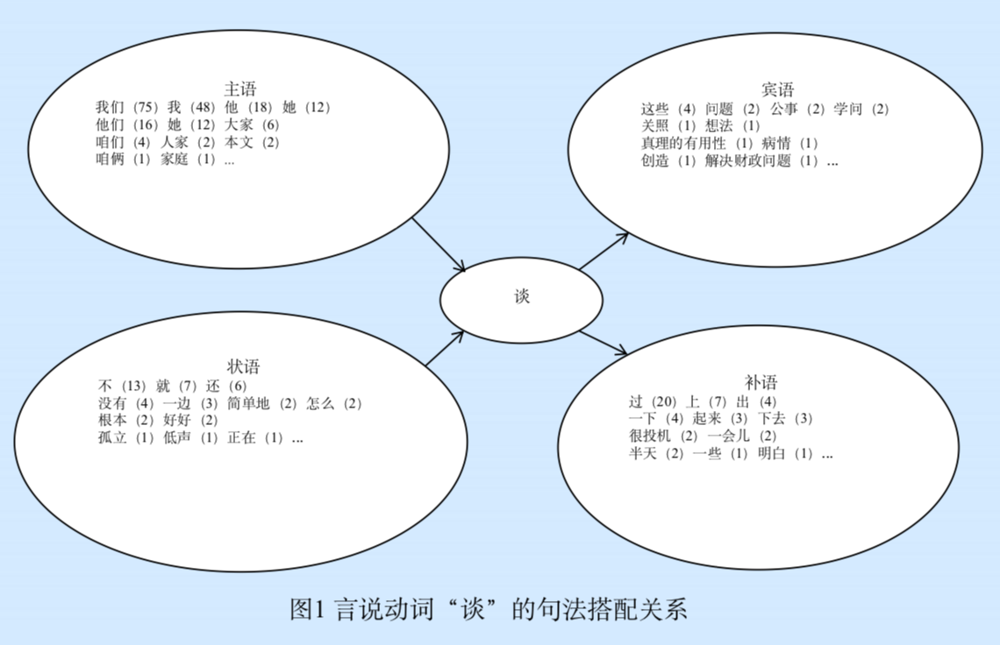 主语
我们（75）我（48）他（18）她（12）
他们（16）她（12）大家（6）
咱们（4）人家（2）本文（2）
咱俩（1）家庭（1）...
宾语
这些（4）问题（2）公事（2）学问（2）
关照（1）想法（1）
真理的有用性（1）病情（1）
创造（1）解决财政问题（1）...
谈
状语
不（13）就（7）还（6）
没有（4）一边（3）简单地（2）怎么（2）
根本（2）好好（2）
孤立（1）低声（1）正在（1）...
补语
过（20）上（7）出（4）
一下（4）起来（3）下去（3）
很投机（2）一会儿（2）
半天（2）一些（1）明白（1）...
图1 言说动词“谈”的句法搭配关系